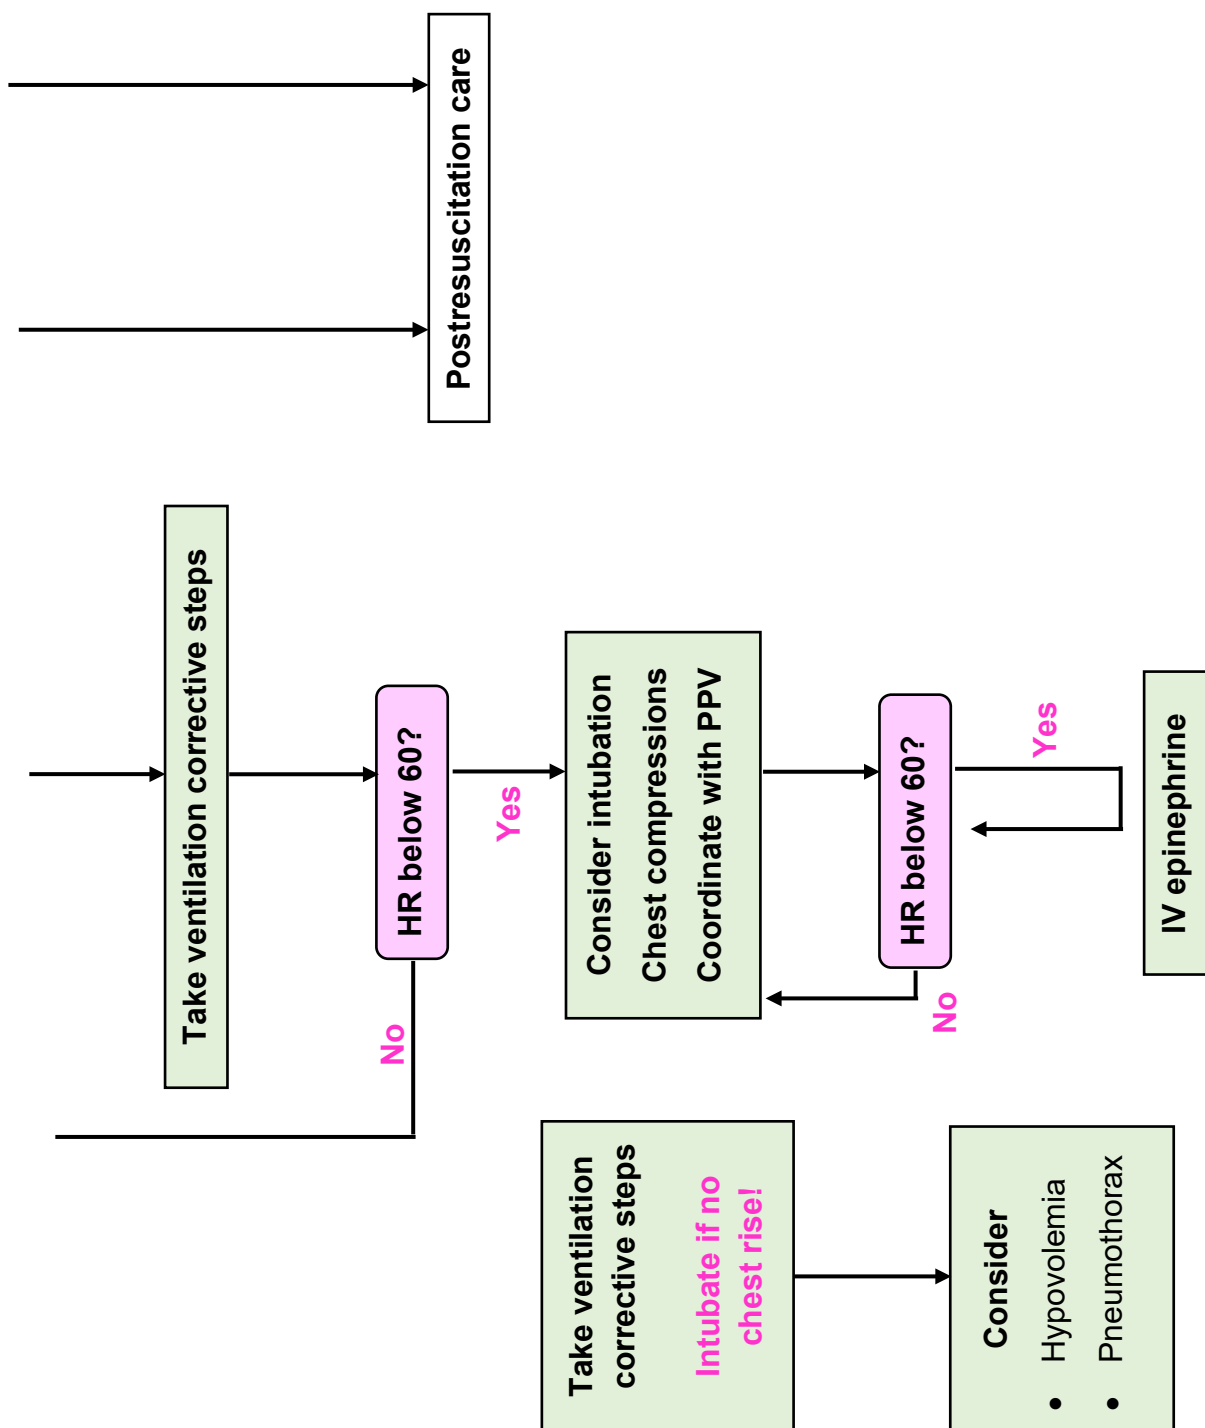 Postresuscitation care
Take ventilation corrective steps
HR below 60?
No
Yes
Consider intubation
Chest compressions
Coordinate with PPV
HR below 60?
No
Yes
IV epinephrine
Take ventilation
corrective steps
Intubate if no
chest rise!
Consider
• Hypovolemia
• Pneumothorax